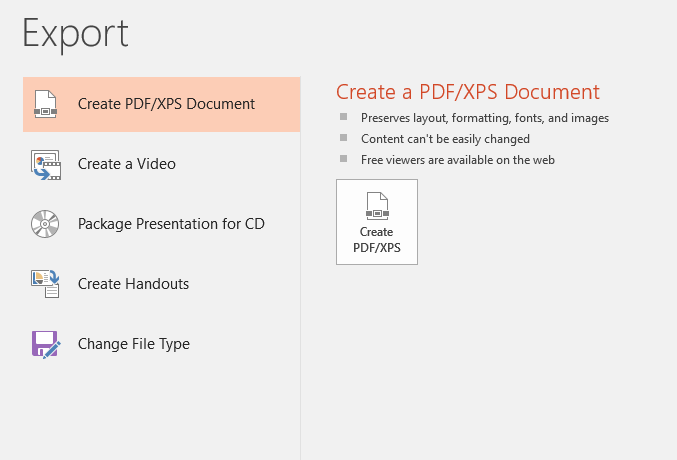 Export
Create PDF/XPS Document
Create a Video
Package Presentation for CD
Create Handouts
Change File Type
Create a PDF/XPS Document
Preserves layout, formatting, fonts, and images
Content can't be easily changed
Free viewers are available on the web
Create
PDF/XPS